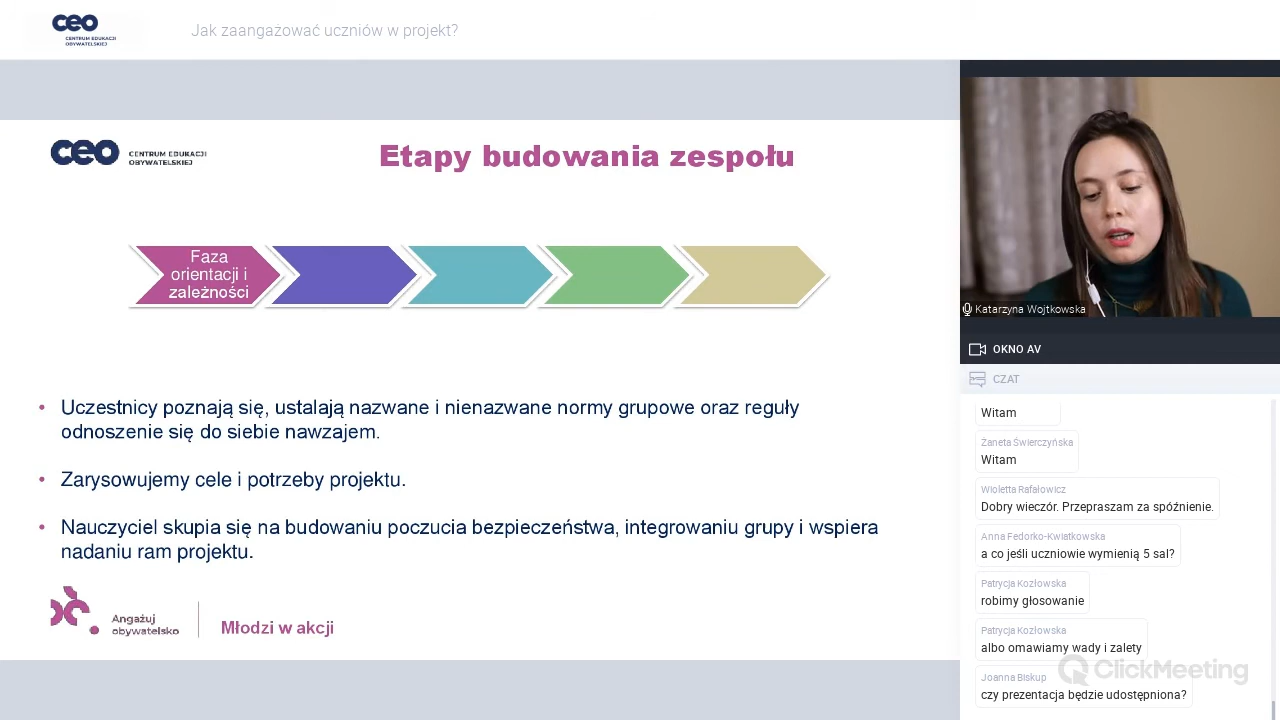 ceo
CENTRUM EDUKACJI
OBYWATELSKIEJ
Jak zaangażować uczniów w projekt?
ceo
CENTRUM EDUKACJI
OBYWATELSKIEJ
Etapy budowania zespołu
Faza
orientacji i
zależności
• Uczestnicy poznają się, ustalają nazwane i nienazwane normy grupowe oraz reguły
odnoszenie się do siebie nawzajem.
• Zarysowujemy cele i potrzeby projektu.
• Nauczyciel skupia się na budowaniu poczucia bezpieczeństwa, integrowaniu grupy i wspiera
nadaniu ram projektu.
Angażuj
obywatelsko
Młodzi w akcji
Katarzyna Wojtkowska
OKNO AV
CZAT
Witam
Żaneta Świerczyńska
Witam
Wioletta Rafałowicz
Dobry wieczór. Przepraszam za spóźnienie.
Anna Fedorko-Kwiatkowska
a co jeśli uczniowie wymienią 5 sal?
Patrycja Kozłowska
robimy głosowanie
Patrycja Kozłowska
albo omawiamy wady i zalety
ClickMeeting
Joanna Biskup
czy prezentacja będzie udostępniona?